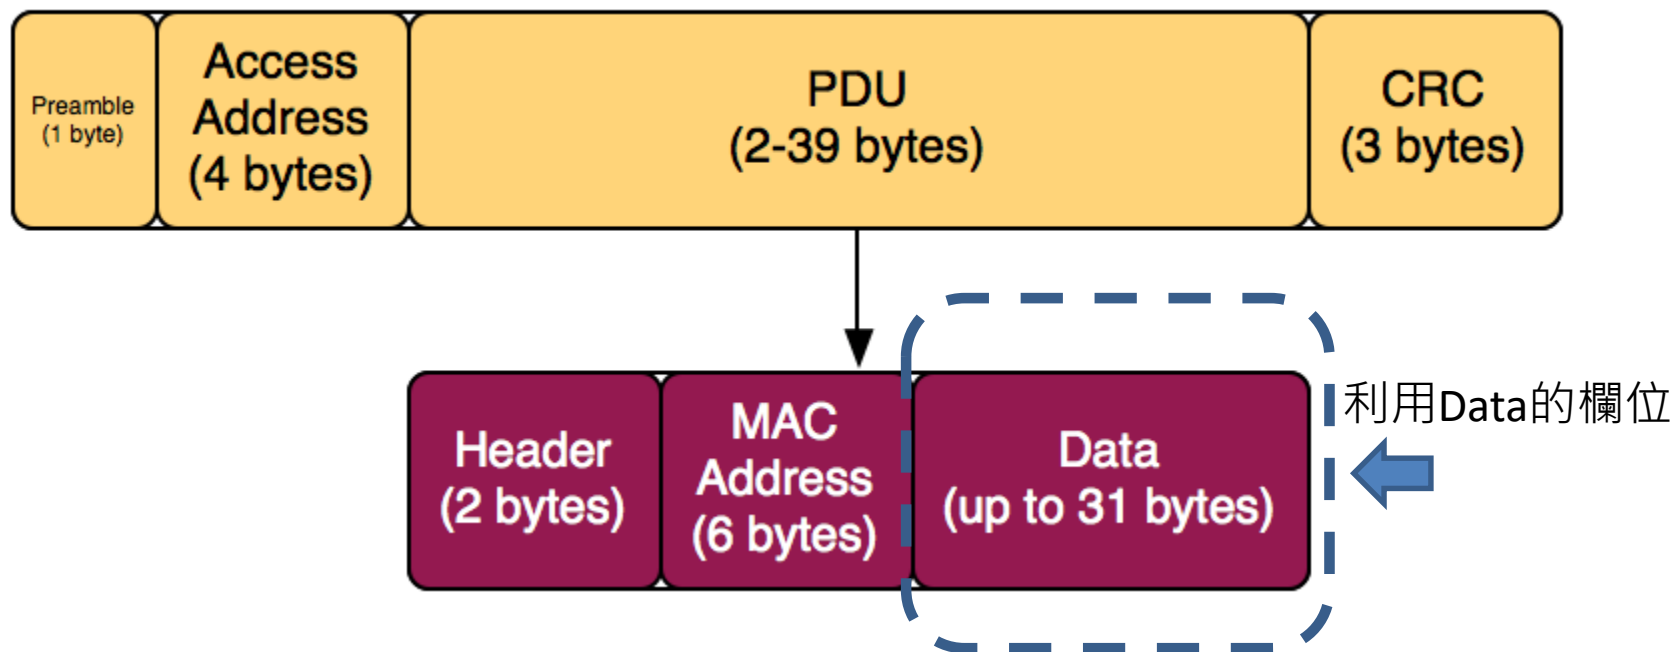 Preamble
(1 byte)
Access
Address
(4 bytes)
PDU
(2-39 bytes)
CRC
(3 bytes)
Header
(2 bytes)
MAC
Address
(6 bytes)
Data
(up to 31 bytes)
利用Data的欄位